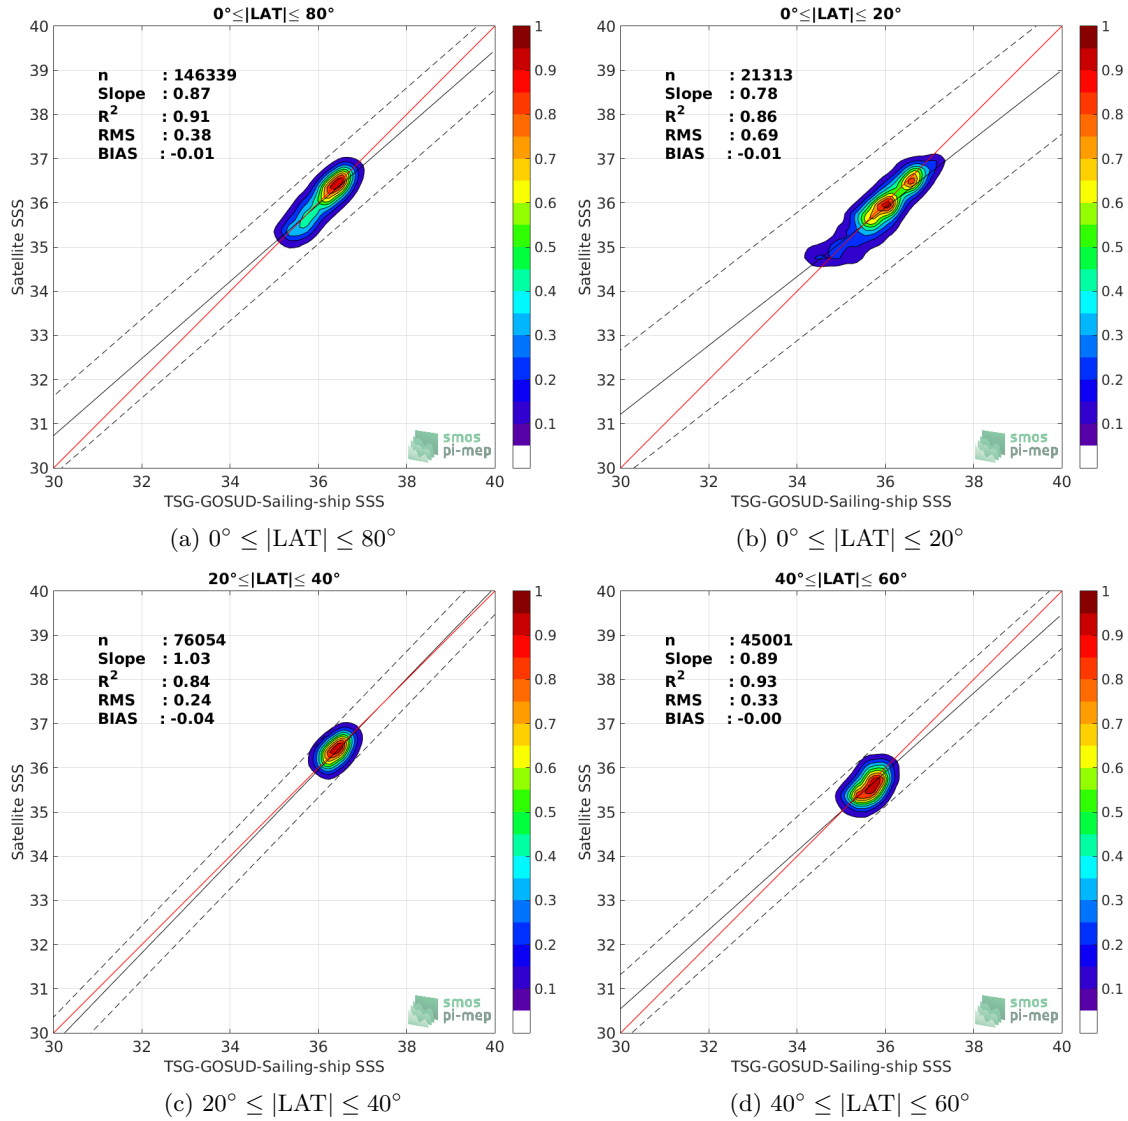 0°≤|LAT|≤ 80°
n : 146339
Slope : 0.87
R² : 0.91
RMS : 0.38
BIAS : -0.01
40
39
38
37
36
35
34
33
32
31
30
30 32 34 36 38 40
Satellite SSS
TSG-GOSUD-Sailing-ship SSS
smos
pi-mep
1
0.9
0.8
0.7
0.6
0.5
0.4
0.3
0.2
0.1
(a) 0° ≤ |LAT| ≤ 80°
0°≤|LAT|≤ 20°
n : 21313
Slope : 0.78
R² : 0.86
RMS : 0.69
BIAS : -0.01
40
39
38
37
36
35
34
33
32
31
30
30 32 34 36 38 40
Satellite SSS
TSG-GOSUD-Sailing-ship SSS
smos
pi-mep
1
0.9
0.8
0.7
0.6
0.5
0.4
0.3
0.2
0.1
(b) 0° ≤ |LAT| ≤ 20°
20°≤|LAT|≤ 40°
n : 76054
Slope : 1.03
R² : 0.84
RMS : 0.24
BIAS : -0.04
40
39
38
37
36
35
34
33
32
31
30
30 32 34 36 38 40
Satellite SSS
TSG-GOSUD-Sailing-ship SSS
smos
pi-mep
1
0.9
0.8
0.7
0.6
0.5
0.4
0.3
0.2
0.1
(c) 20° ≤ |LAT| ≤ 40°
40°≤|LAT|≤ 60°
n : 45001
Slope : 0.89
R² : 0.93
RMS : 0.33
BIAS : -0.00
40
39
38
37
36
35
34
33
32
31
30
30 32 34 36 38 40
Satellite SSS
TSG-GOSUD-Sailing-ship SSS
smos
pi-mep
1
0.9
0.8
0.7
0.6
0.5
0.4
0.3
0.2
0.1
(d) 40° ≤ |LAT| ≤ 60°